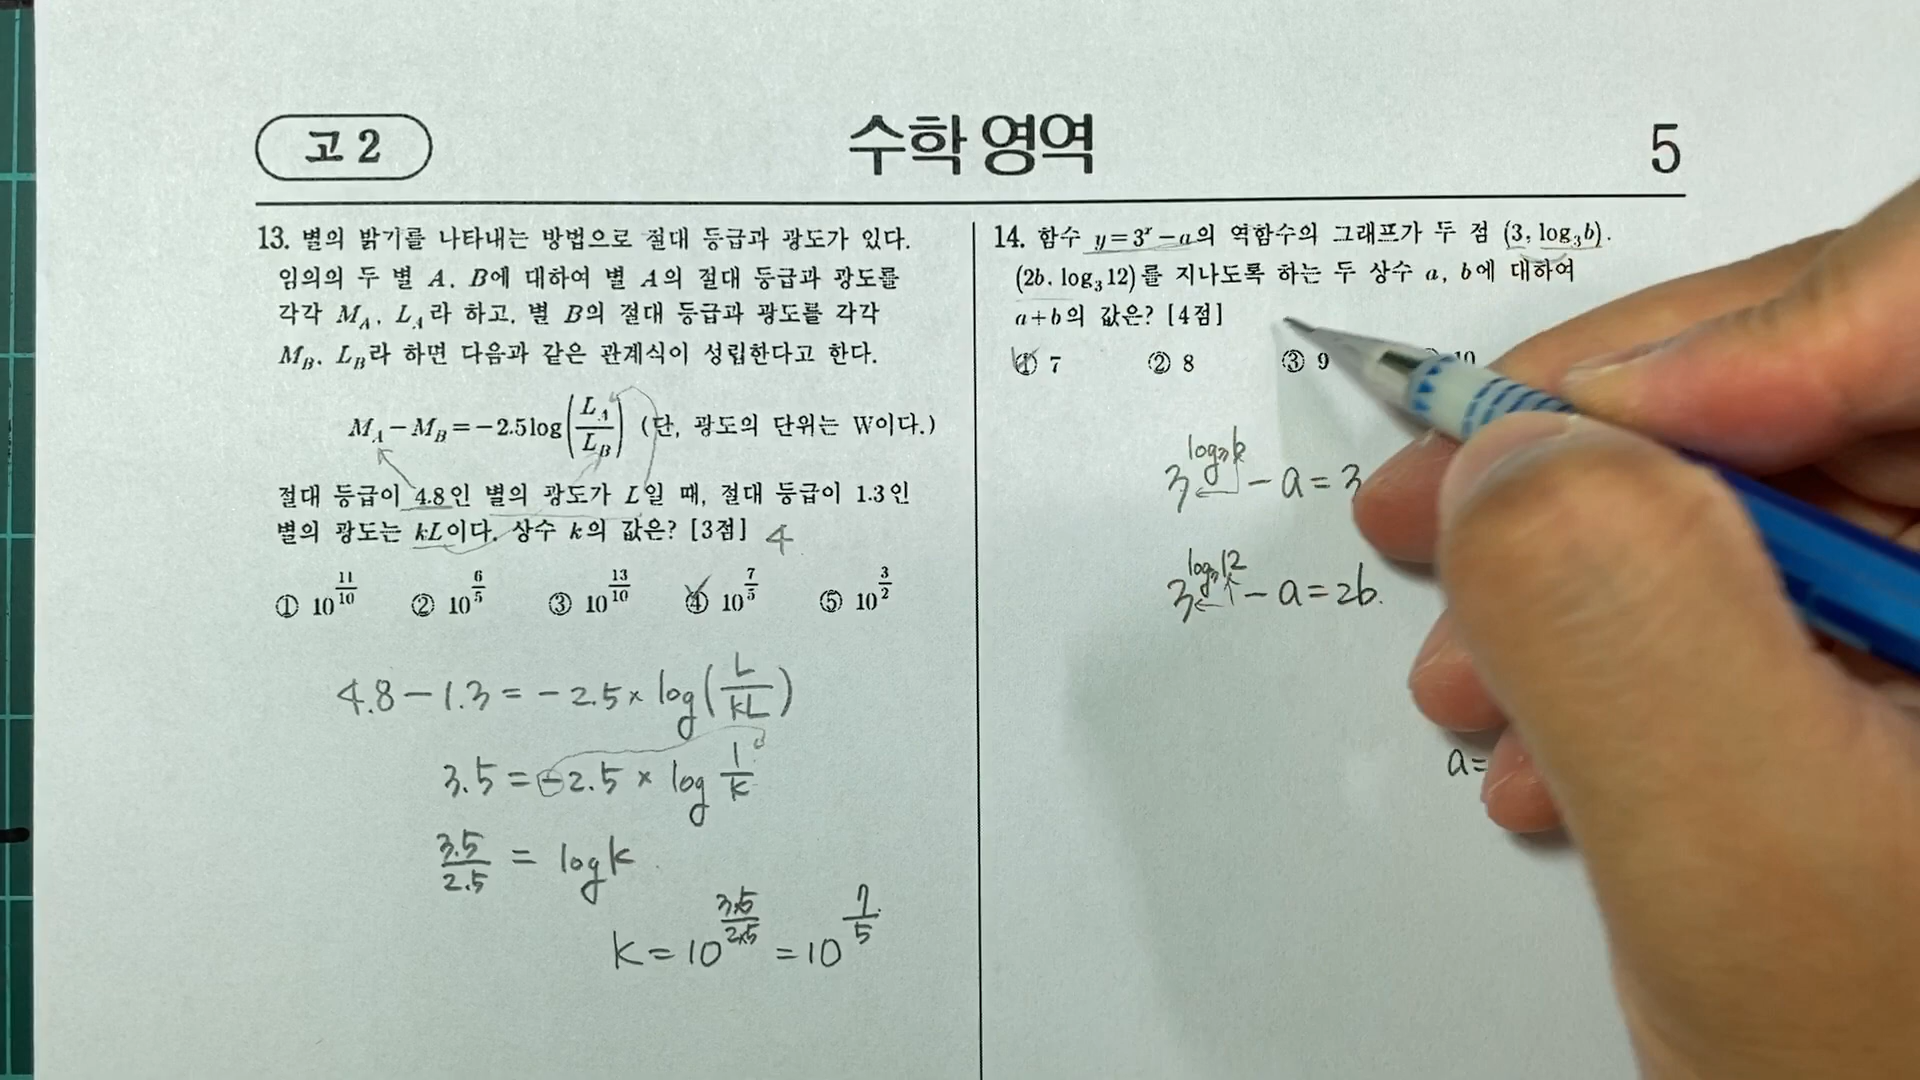 고 2
수학 영역
5
13. 별의 밝기를 나타내는 방법으로 절대 등급과 광도가 있다.
임의의 두 별 A, B에 대하여 별 A의 절대 등급과 광도를
각각 M_A, L_A라 하고, 별 B의 절대 등급과 광도를 각각
M_B, L_B라 하면 다음과 같은 관계식이 성립한다고 한다.
M_A − M_B = −2.5 log(L_A/L_B) (단, 광도의 단위는 W이다.)
절대 등급이 4.8인 별의 광도가 L일 때, 절대 등급이 1.3인
별의 광도는 kL이다. 상수 k의 값은? [3점] 4
① 10^(11/10) ② 10^(6/5) ③ 10^(13/10) ④ 10^(7/5) ⑤ 10^(3/2)
4.8 − 1.3 = −2.5 × log(L/kL)
3.5 = −2.5 × log 1/k
3.5/2.5 = log k
k = 10^(3.5/2.5) = 10^(7/5)
14. 함수 y=3^x−a의 역함수의 그래프가 두 점 (3, log_3 b),
(2b, log_3 12)를 지나도록 하는 두 상수 a, b에 대하여
a+b의 값은? [4점]
① 7 ② 8 ③ 9 10
3^(log_3 b) − a = 3
3^(log_3 12) − a = 2b.
a=